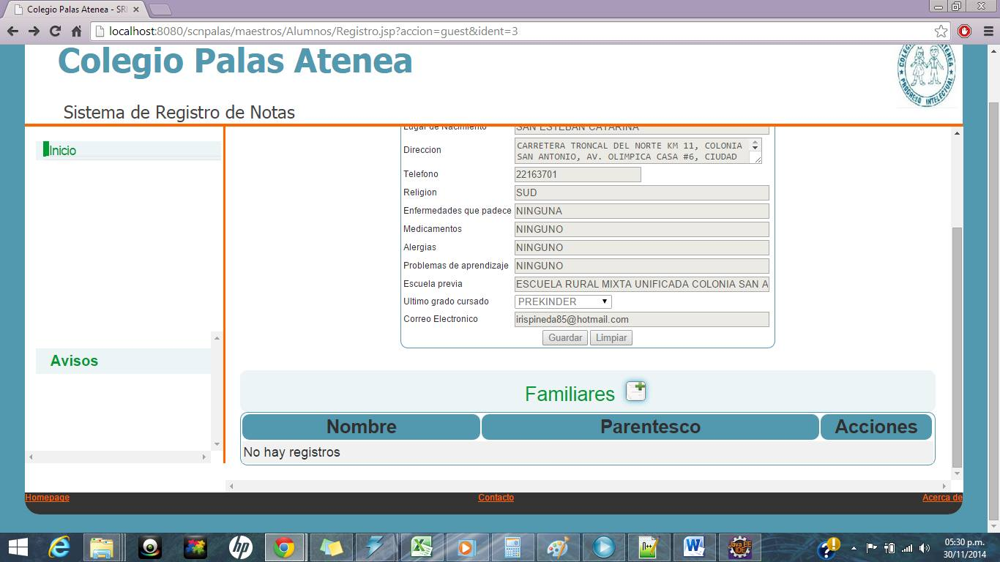 Colegio Palas Atenea - SRI
localhost:8080/scnpalas/maestros/Alumnos/Registro.jsp?accion=guest&ident=3
Colegio Palas Atenea
PROGRESO INTELECTUAL
Sistema de Registro de Notas
Inicio
Lugar de Nacimiento SAN ESTEBAN CATARINA
Direccion CARRETERA TRONCAL DEL NORTE KM 11, COLONIA
SAN ANTONIO, AV. OLIMPICA CASA #6, CIUDAD
Telefono 22163701
Religion SUD
Enfermedades que padece NINGUNA
Medicamentos NINGUNO
Alergias NINGUNO
Problemas de aprendizaje NINGUNO
Escuela previa ESCUELA RURAL MIXTA UNIFICADA COLONIA SAN A
Ultimo grado cursado PREKINDER
Correo Electronico irispineda85@hotmail.com
Guardar Limpiar
Avisos
Familiares
Nombre Parentesco Acciones
No hay registros
Homepage Contacto Acerca de
05:30 p.m.
30/11/2014